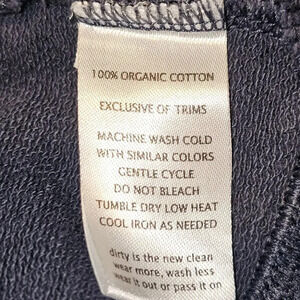 100% ORGANIC COTTON
EXCLUSIVE OF TRIMS
MACHINE WASH COLD
WITH SIMILAR COLORS
GENTLE CYCLE
DO NOT BLEACH
TUMBLE DRY LOW HEAT
COOL IRON AS NEEDED
dirty is the new clean
wear more, wash less
wear it out or pass it on